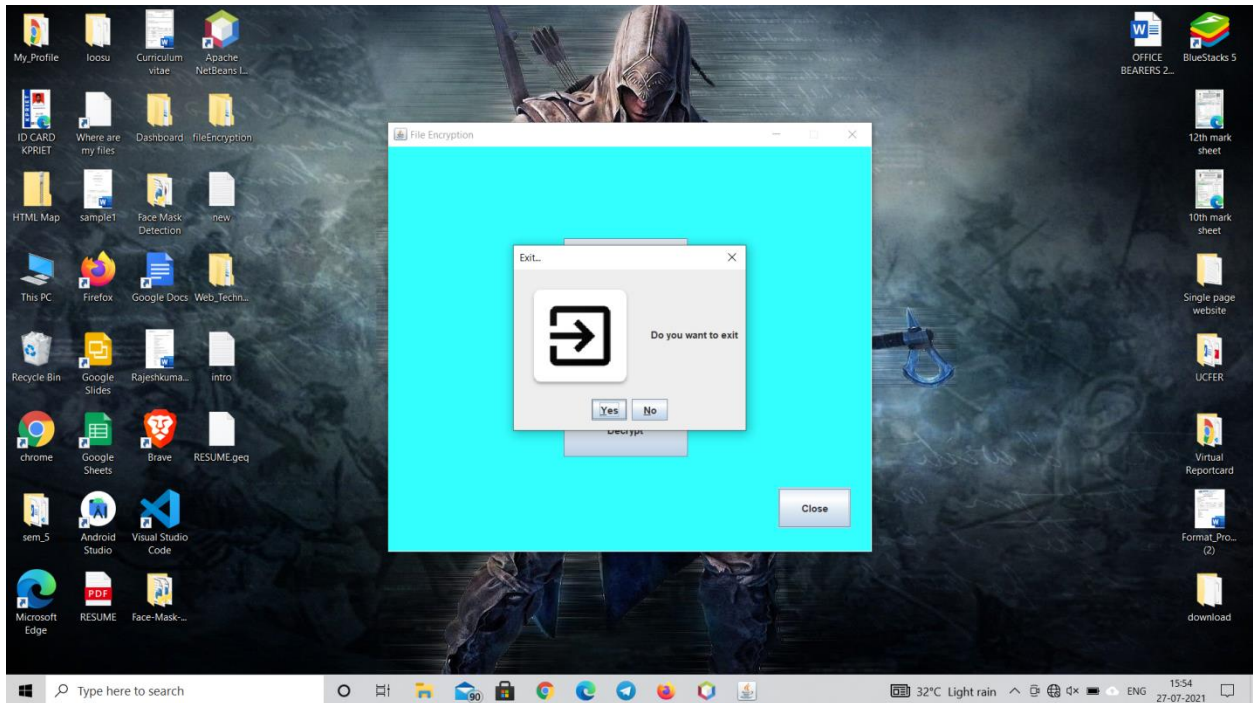 My_Profile
loosu
Curriculum
vitae
Apache
NetBeans I...
ID CARD
KPRIET
Where are
my files
Dashboard
fileEncryption
HTML Map
sample1
Face Mask
Detection
new
This PC
Firefox
Google Docs
Web_Techn...
Recycle Bin
Google
Slides
Rajeshkuma...
intro
chrome
Google
Sheets
Brave
RESUME.geq
sem_5
Android
Studio
Visual Studio
Code
Microsoft
Edge
PDF
RESUME
Face-Mask-...
File Encryption
Exit...
Do you want to exit
Yes
No
Decrypt
Close
OFFICE
BEARERS 2...
BlueStacks 5
12th mark
sheet
10th mark
sheet
Single page
website
UCFER
Virtual
Reportcard
Format_Pro...
(2)
download
Type here to search
90
32°C Light rain
ENG
15:54
27-07-2021